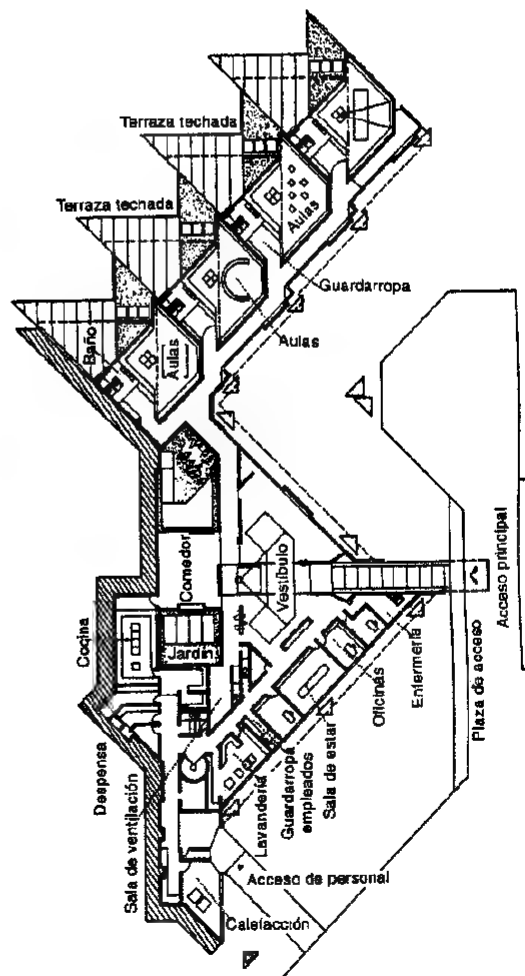 Terraza techada
Terraza techada
Baño
Aulas
Aulas
Guardarropa
Aulas
Cocina
Comedor
Jardín
Vestíbulo
Despensa
Sala de ventilación
Lavandería
Guardarropa
empleados
Sala de estar
Oficinas
Enfermería
Plaza de acceso
Acceso principal
Acceso de personal
Calefacción